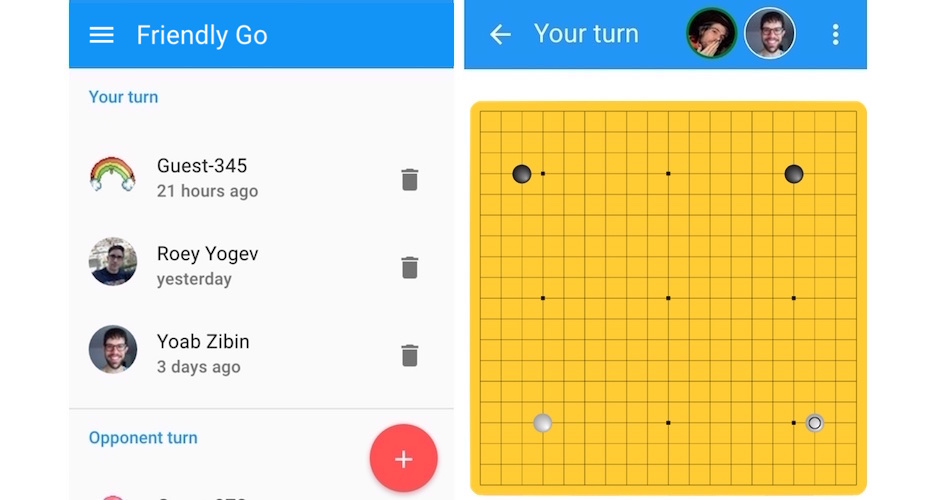 Friendly Go
Your turn
Guest-345
21 hours ago
Roey Yogev
yesterday
Yoab Zibin
3 days ago
Opponent turn
Your turn